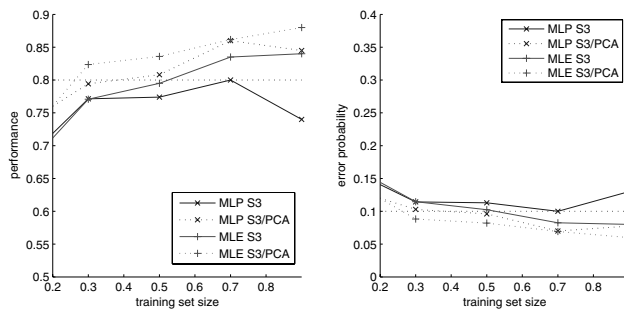 0.9
0.85
0.8
0.75
0.7
0.65
0.6
0.55
0.5
performance
0.2 0.3 0.4 0.5 0.6 0.7 0.8
training set size
MLP S3
MLP S3/PCA
MLE S3
MLE S3/PCA
0.4
0.35
0.3
0.25
0.2
0.15
0.1
0.05
0
error probability
0.2 0.3 0.4 0.5 0.6 0.7 0.8
training set size
MLP S3
MLP S3/PCA
MLE S3
MLE S3/PCA